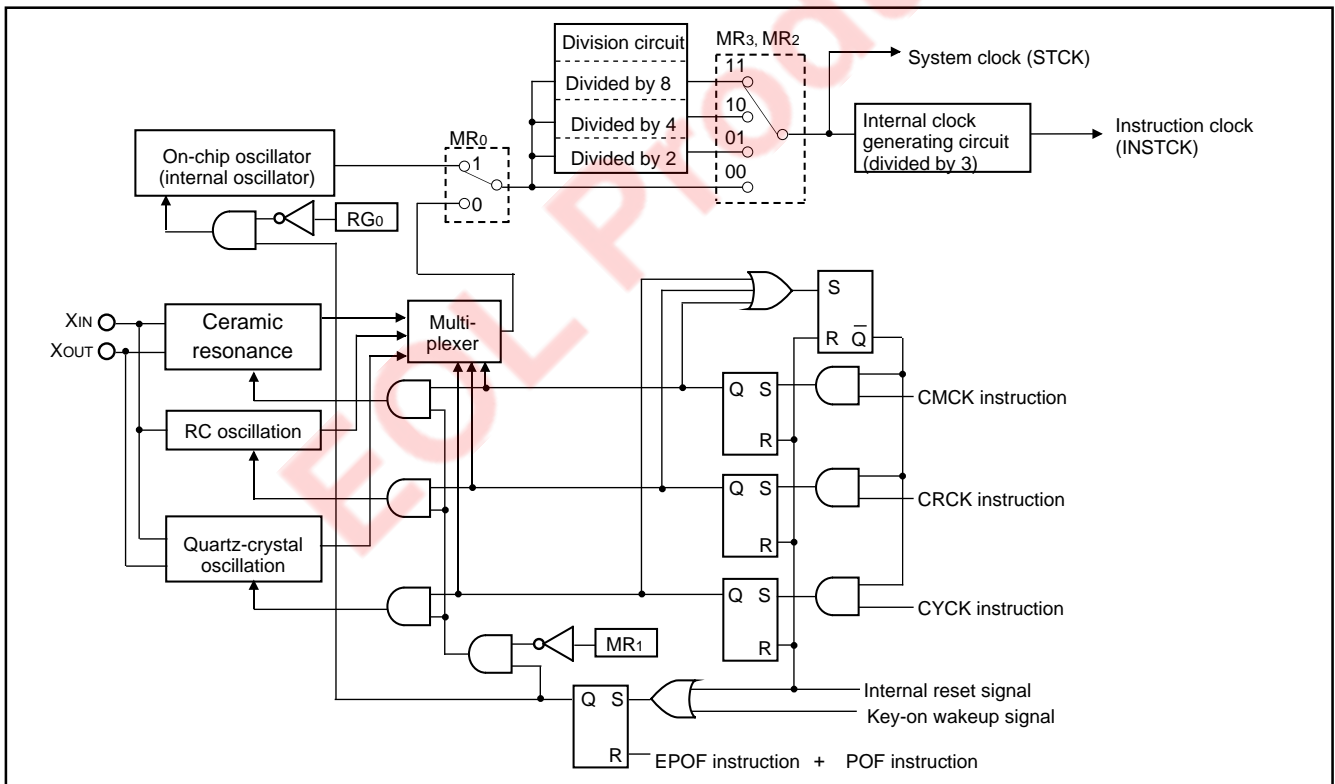 Division circuit
MR3, MR2
System clock (STCK)
11
Divided by 8
10
Divided by 4
01
Divided by 2
00
Internal clock
generating circuit
(divided by 3)
Instruction clock
(INSTCK)
On-chip oscillator
(internal oscillator)
MR0
1
0
RG0
XIN
XOUT
Ceramic
resonance
Multi-
plexer
S
R Q
Q S
R
CMCK instruction
RC oscillation
Q S
R
CRCK instruction
Quartz-crystal
oscillation
Q S
R
CYCK instruction
MR1
Q S
R
Internal reset signal
Key-on wakeup signal
EPOF instruction + POF instruction
EOL Produ